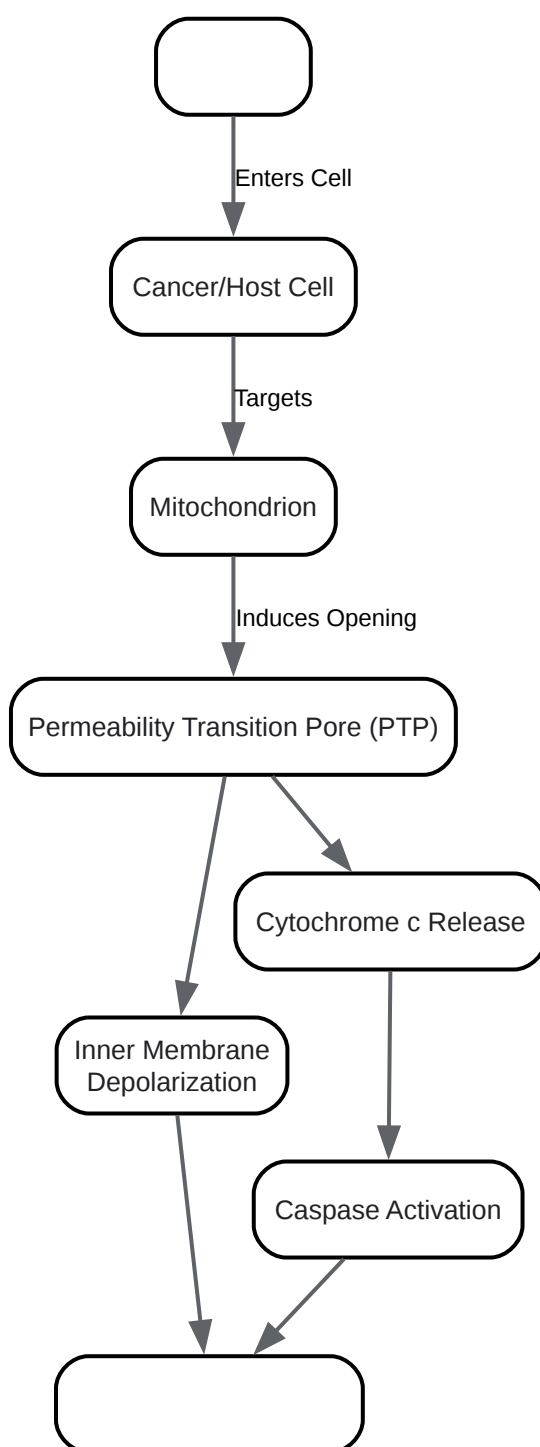 Enters Cell
Cancer/Host Cell
Targets
Mitochondrion
Induces Opening
Permeability Transition Pore (PTP)
Cytochrome c Release
Inner Membrane
Depolarization
Caspase Activation